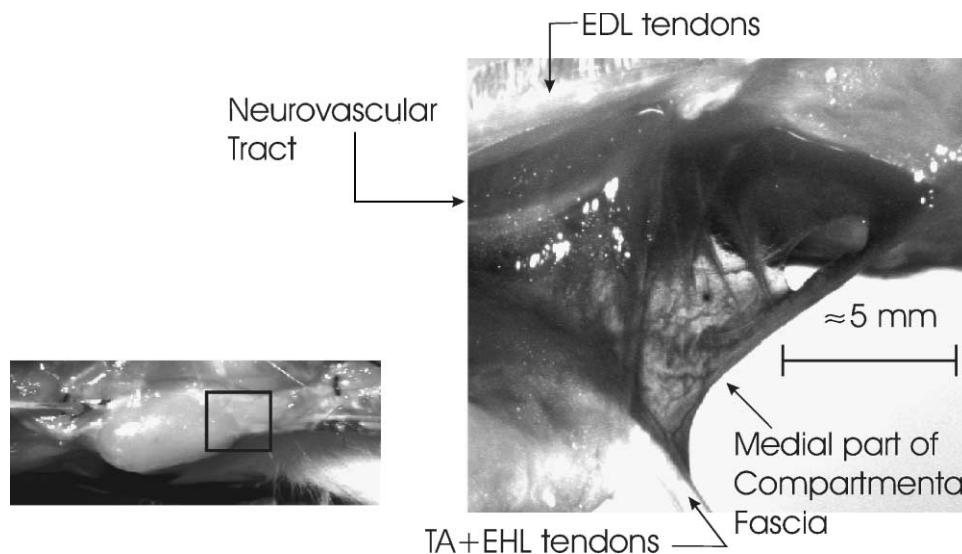 EDL tendons
Neurovascular
Tract
≈5 mm
Medial part of
Compartmenta
Fascia
TA+EHL tendons